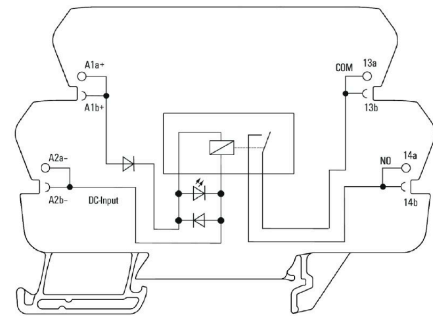 A1a+
A1b+
A2a-
A2b-
DC-Input
COM
13a
13b
14a
NO
14b